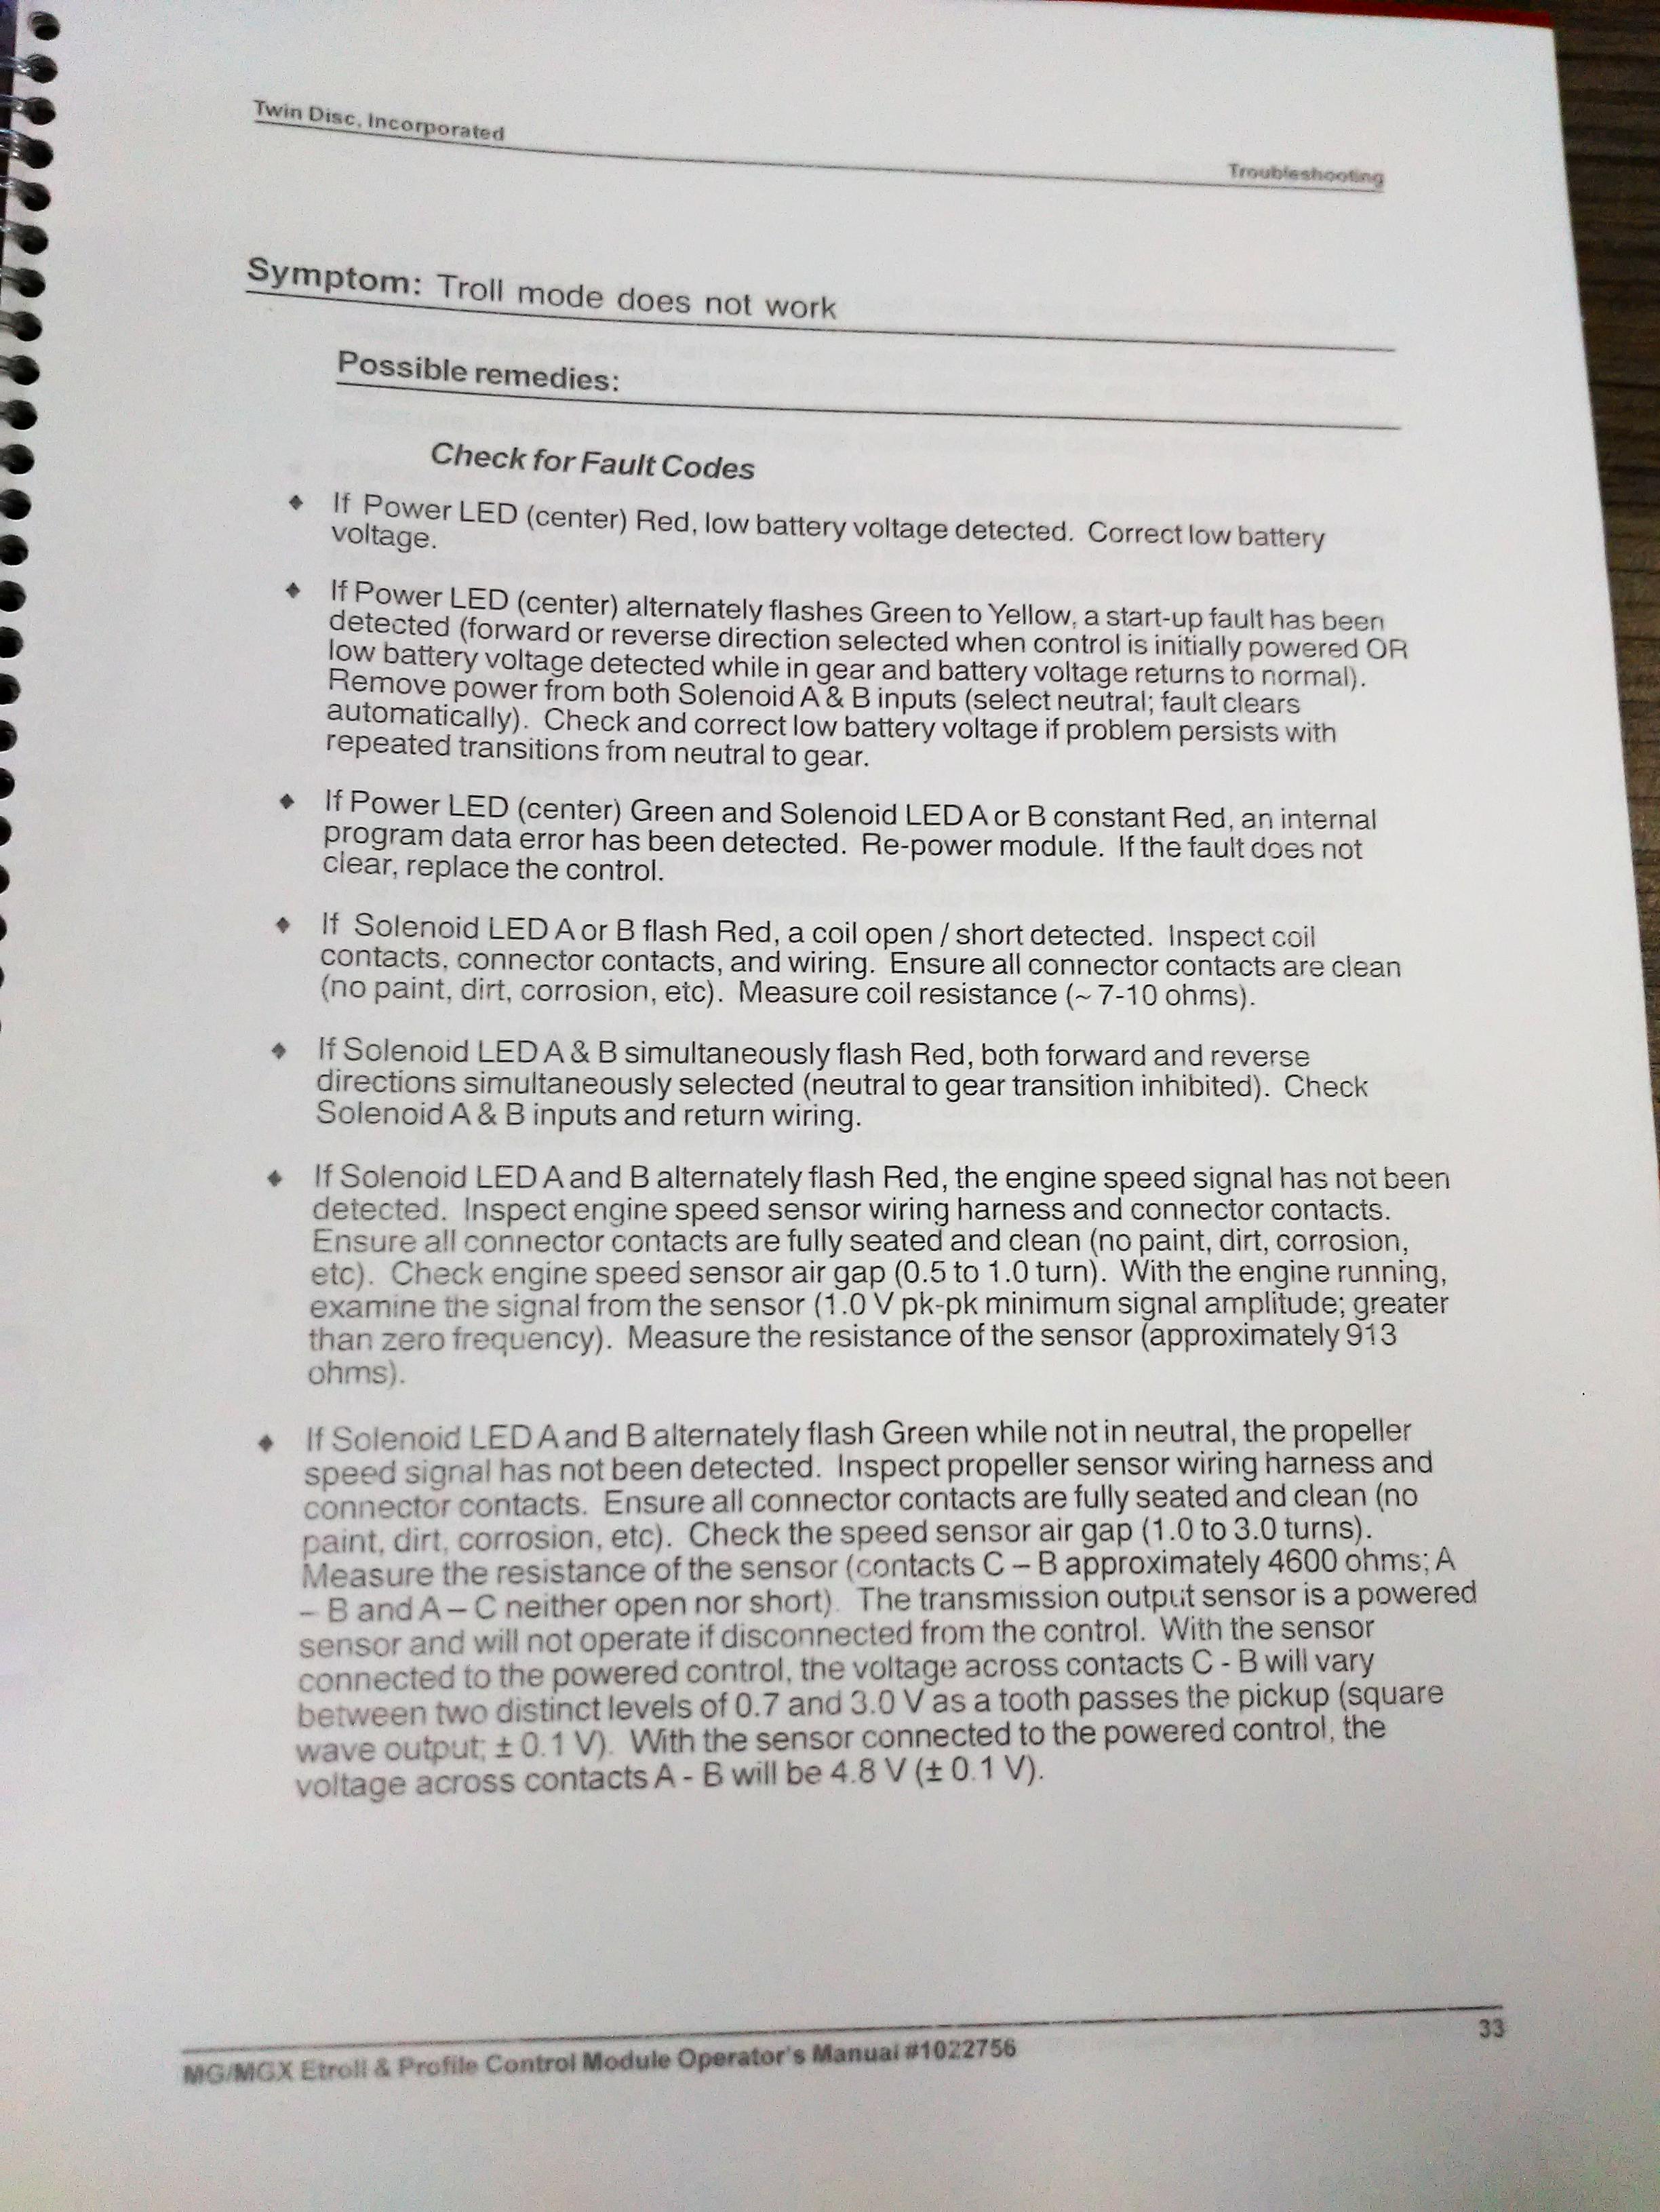 Twin Disc, Incorporated
Troubleshooting
Symptom: Troll mode does not work
Possible remedies:
Check for Fault Codes
◆ If Power LED (center) Red, low battery voltage detected. Correct low battery
voltage.
◆ If Power LED (center) alternately flashes Green to Yellow, a start-up fault has been
detected (forward or reverse direction selected when control is initially powered OR
low battery voltage detected while in gear and battery voltage returns to normal).
Remove power from both Solenoid A & B inputs (select neutral; fault clears
automatically). Check and correct low battery voltage if problem persists with
repeated transitions from neutral to gear.
◆ If Power LED (center) Green and Solenoid LED A or B constant Red, an internal
program data error has been detected. Re-power module. If the fault does not
clear, replace the control.
◆ If Solenoid LED A or B flash Red, a coil open / short detected. Inspect coil
contacts, connector contacts, and wiring. Ensure all connector contacts are clean
(no paint, dirt, corrosion, etc). Measure coil resistance (~ 7-10 ohms).
◆ If Solenoid LED A & B simultaneously flash Red, both forward and reverse
directions simultaneously selected (neutral to gear transition inhibited). Check
Solenoid A & B inputs and return wiring.
◆ If Solenoid LED A and B alternately flash Red, the engine speed signal has not been
detected. Inspect engine speed sensor wiring harness and connector contacts.
Ensure all connector contacts are fully seated and clean (no paint, dirt, corrosion,
etc). Check engine speed sensor air gap (0.5 to 1.0 turn). With the engine running,
examine the signal from the sensor (1.0 V pk-pk minimum signal amplitude; greater
than zero frequency). Measure the resistance of the sensor (approximately 913
ohms).
◆ If Solenoid LED A and B alternately flash Green while not in neutral, the propeller
speed signal has not been detected. Inspect propeller sensor wiring harness and
connector contacts. Ensure all connector contacts are fully seated and clean (no
paint, dirt, corrosion, etc). Check the speed sensor air gap (1.0 to 3.0 turns).
Measure the resistance of the sensor (contacts C – B approximately 4600 ohms; A
– B and A – C neither open nor short). The transmission output sensor is a powered
sensor and will not operate if disconnected from the control. With the sensor
connected to the powered control, the voltage across contacts C - B will vary
between two distinct levels of 0.7 and 3.0 V as a tooth passes the pickup (square
wave output; ± 0.1 V). With the sensor connected to the powered control, the
voltage across contacts A - B will be 4.8 V (± 0.1 V).
MG/MGX Etroll & Profile Control Module Operator's Manual #1022756
33